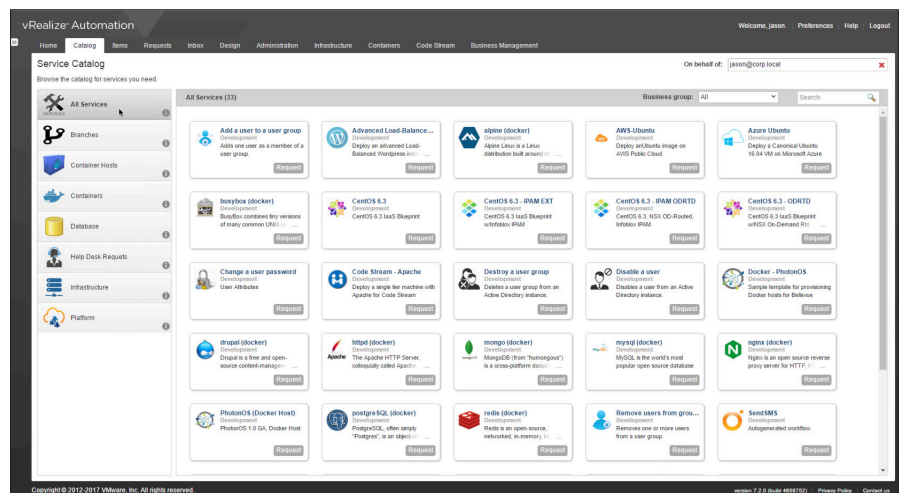 vRealize™ Automation
Welcome, jason. Preferences Help Logout
Home Catalog Items Requests Inbox Design Administration Infrastructure Containers Code Stream Business Management
Service Catalog
On behalf of: jason@corp.local
Browse the catalog for services you need.
SERVICES
All Services
Branches
Container Hosts
Containers
Database
Help Desk Requets
Infrastructure
Platform
All Services (33)
Business group: All
Search
Add a user to a user group
Development
Adds one user as a member of a
user group.
Request
Advanced Load-Balance...
Development
Deploy an advanced Load-
Balanced Wordpress inst ...
Request
alpine (docker)
Development
Alpine Linux is a Linux
distribution built around m ...
Request
AWS-Ubuntu
Development
Deploy anUbuntu image on
AWS Public Cloud.
Request
Azure Ubuntu
Development
Deploy a Canonical Ubuntu
16.04 VM on Microsoft Azure
Request
busybox (docker)
Development
BusyBox combines tiny versions
of many common UNIX ...
Request
CentOS 6.3
Development
CentOS 6.3 IaaS Blueprint
Request
CentOS 6.3 - IPAM EXT
Development
CentOS 6.3 IaaS Blueprint
w/Infoblox IPAM
Request
CentOS 6.3 - IPAM ODRTD
Development
CentOS 6.3, NSX OD-Routed,
Infoblox IPAM
Request
CentOS 6.3 - ODRTD
Development
CentOS 6.3 IaaS Blueprint
w/NSX On-Demand Rtd ...
Request
Change a user password
Development
User Attributes
Request
Code Stream - Apache
Development
Deploy a single tier machine with
Apache for Code Stream
Request
Destroy a user group
Development
Deletes a user group from an
Active Directory instance.
Request
Disable a user
Development
Disables a user from an Active
Directory instance.
Request
Docker - PhotonOS
Development
Sample template for provisioning
Docker hosts for Bellevue
Request
drupal (docker)
Development
Drupal is a free and open-
source content-managem ...
Request
Apache
httpd (docker)
Development
The Apache HTTP Server,
colloquially called Apache ...
Request
mongo (docker)
Development
MongoDB (from "humongous")
is a cross-platform docum ...
Request
mysql (docker)
Development
MySQL is the world's most
popular open source database
Request
nginx (docker)
Development
Nginx is an open source reverse
proxy server for HTTP, ...
Request
PhotonOS (Docker Host)
Development
PhotonOS 1.0 GA, Docker Host
Request
postgreSQL (docker)
Development
PostgreSQL, often simply
"Postgres", is an object-r ...
Request
redis (docker)
Development
Redis is an open-source,
networked, in-memory, ...
Request
Remove users from grou...
Development
Removes one or more users
from a user group.
Request
SendSMS
Development
Autogenerated workflow
Request
Copyright © 2012-2017 VMware, Inc. All rights reserved.
version 7.2.0 (build 4659752) Privacy Policy Contact us